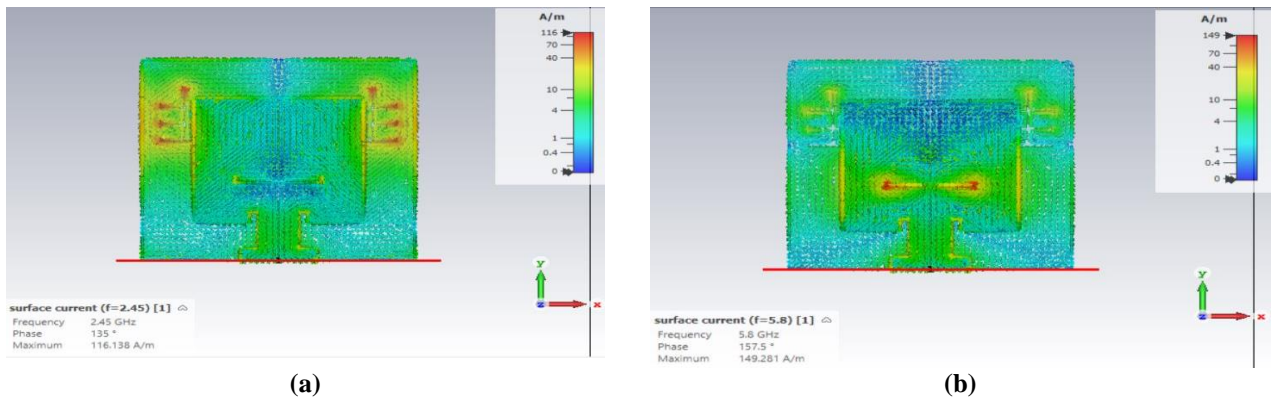 A/m
116
70
40
10
4
1
0.4
0
y
z
x
surface current (f=2.45) [1]
Frequency 2.45 GHz
Phase 135 °
Maximum 116.138 A/m
(a)
A/m
149
70
40
10
4
1
0.4
0
y
z
x
surface current (f=5.8) [1]
Frequency 5.8 GHz
Phase 157.5 °
Maximum 149.281 A/m
(b)